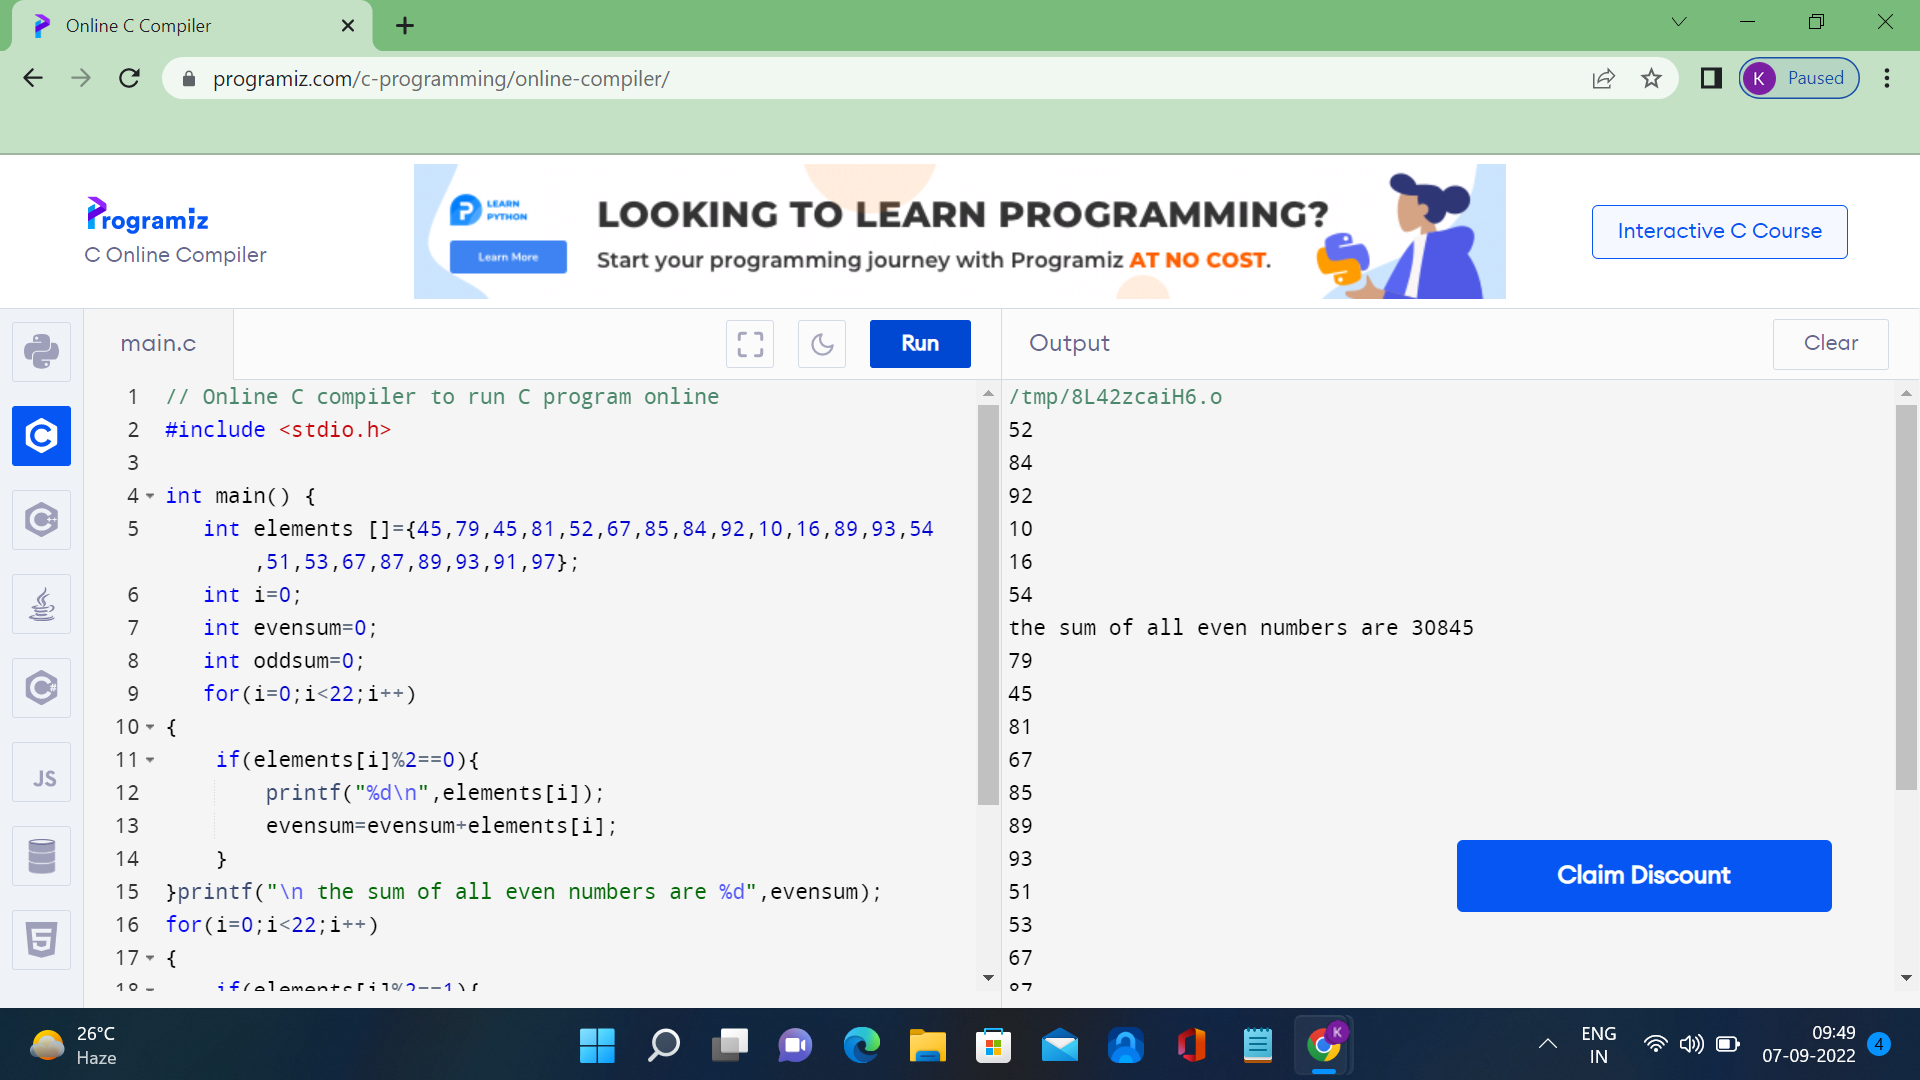 Online C Compiler
programiz.com/c-programming/online-compiler/
K Paused
Programiz
C Online Compiler
LEARN
PYTHON
Learn More
LOOKING TO LEARN PROGRAMMING?
Start your programming journey with Programiz AT NO COST.
Interactive C Course
main.c
Run
Output
Clear
JS
1 // Online C compiler to run C program online
2 #include <stdio.h>
3
4 int main() {
5 int elements []={45,79,45,81,52,67,85,84,92,10,16,89,93,54
,51,53,67,87,89,93,91,97};
6 int i=0;
7 int evensum=0;
8 int oddsum=0;
9 for(i=0;i<22;i++)
10 {
11 if(elements[i]%2==0){
12 printf("%d\n",elements[i]);
13 evensum=evensum+elements[i];
14 }
15 }printf("\n the sum of all even numbers are %d",evensum);
16 for(i=0;i<22;i++)
17 {
18 if(elements[i]%2==1){
/tmp/8L42zcaiH6.o
52
84
92
10
16
54
the sum of all even numbers are 30845
79
45
81
67
85
89
93
51
53
67
87
Claim Discount
26°C
Haze
K
ENG
IN
09:49
07-09-2022
4